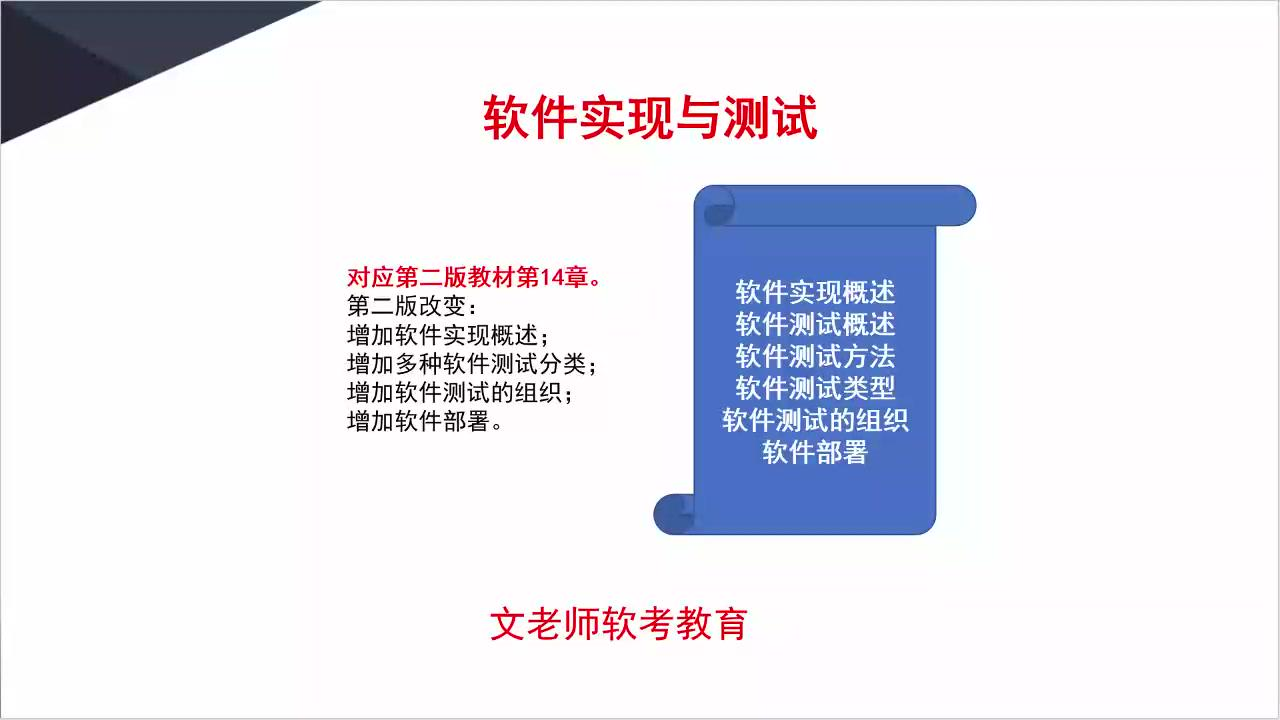 软件实现与测试
对应第二版教材第14章。
第二版改变：
增加软件实现概述；
增加多种软件测试分类；
增加软件测试的组织；
增加软件部署。
软件实现概述
软件测试概述
软件测试方法
软件测试类型
软件测试的组织
软件部署
文老师软考教育